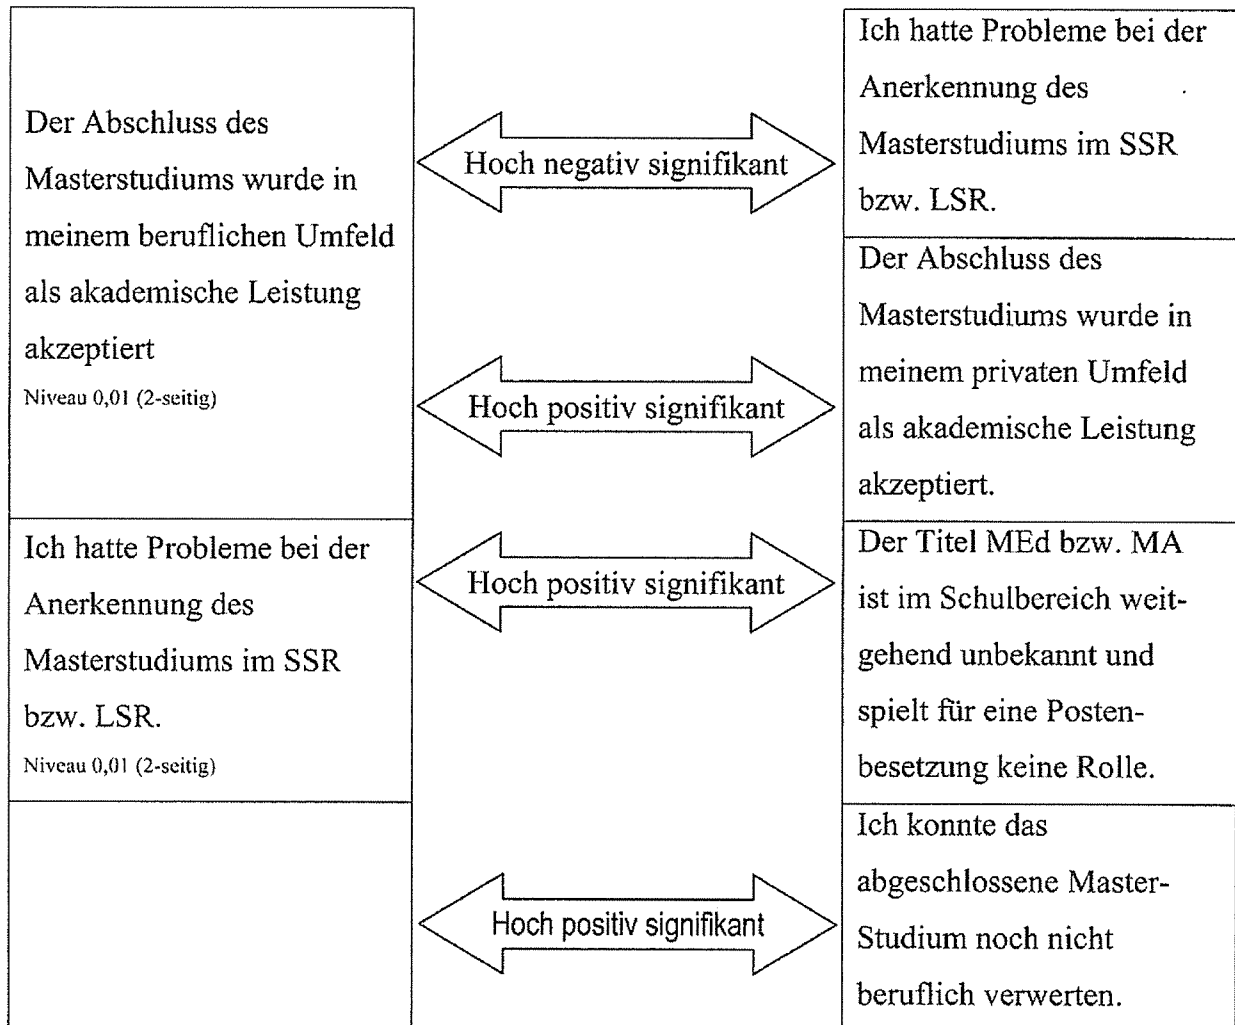 Der Abschluss des
Masterstudiums wurde in
meinem beruflichen Umfeld
als akademische Leistung
akzeptiert
Niveau 0,01 (2-seitig)
Hoch negativ signifikant
Ich hatte Probleme bei der
Anerkennung des
Masterstudiums im SSR
bzw. LSR.
Hoch positiv signifikant
Der Abschluss des
Masterstudiums wurde in
meinem privaten Umfeld
als akademische Leistung
akzeptiert.
Ich hatte Probleme bei der
Anerkennung des
Masterstudiums im SSR
bzw. LSR.
Niveau 0,01 (2-seitig)
Hoch positiv signifikant
Der Titel MEd bzw. MA
ist im Schulbereich weit-
gehend unbekannt und
spielt für eine Posten-
besetzung keine Rolle.
Hoch positiv signifikant
Ich konnte das
abgeschlossene Master-
Studium noch nicht
beruflich verwerten.